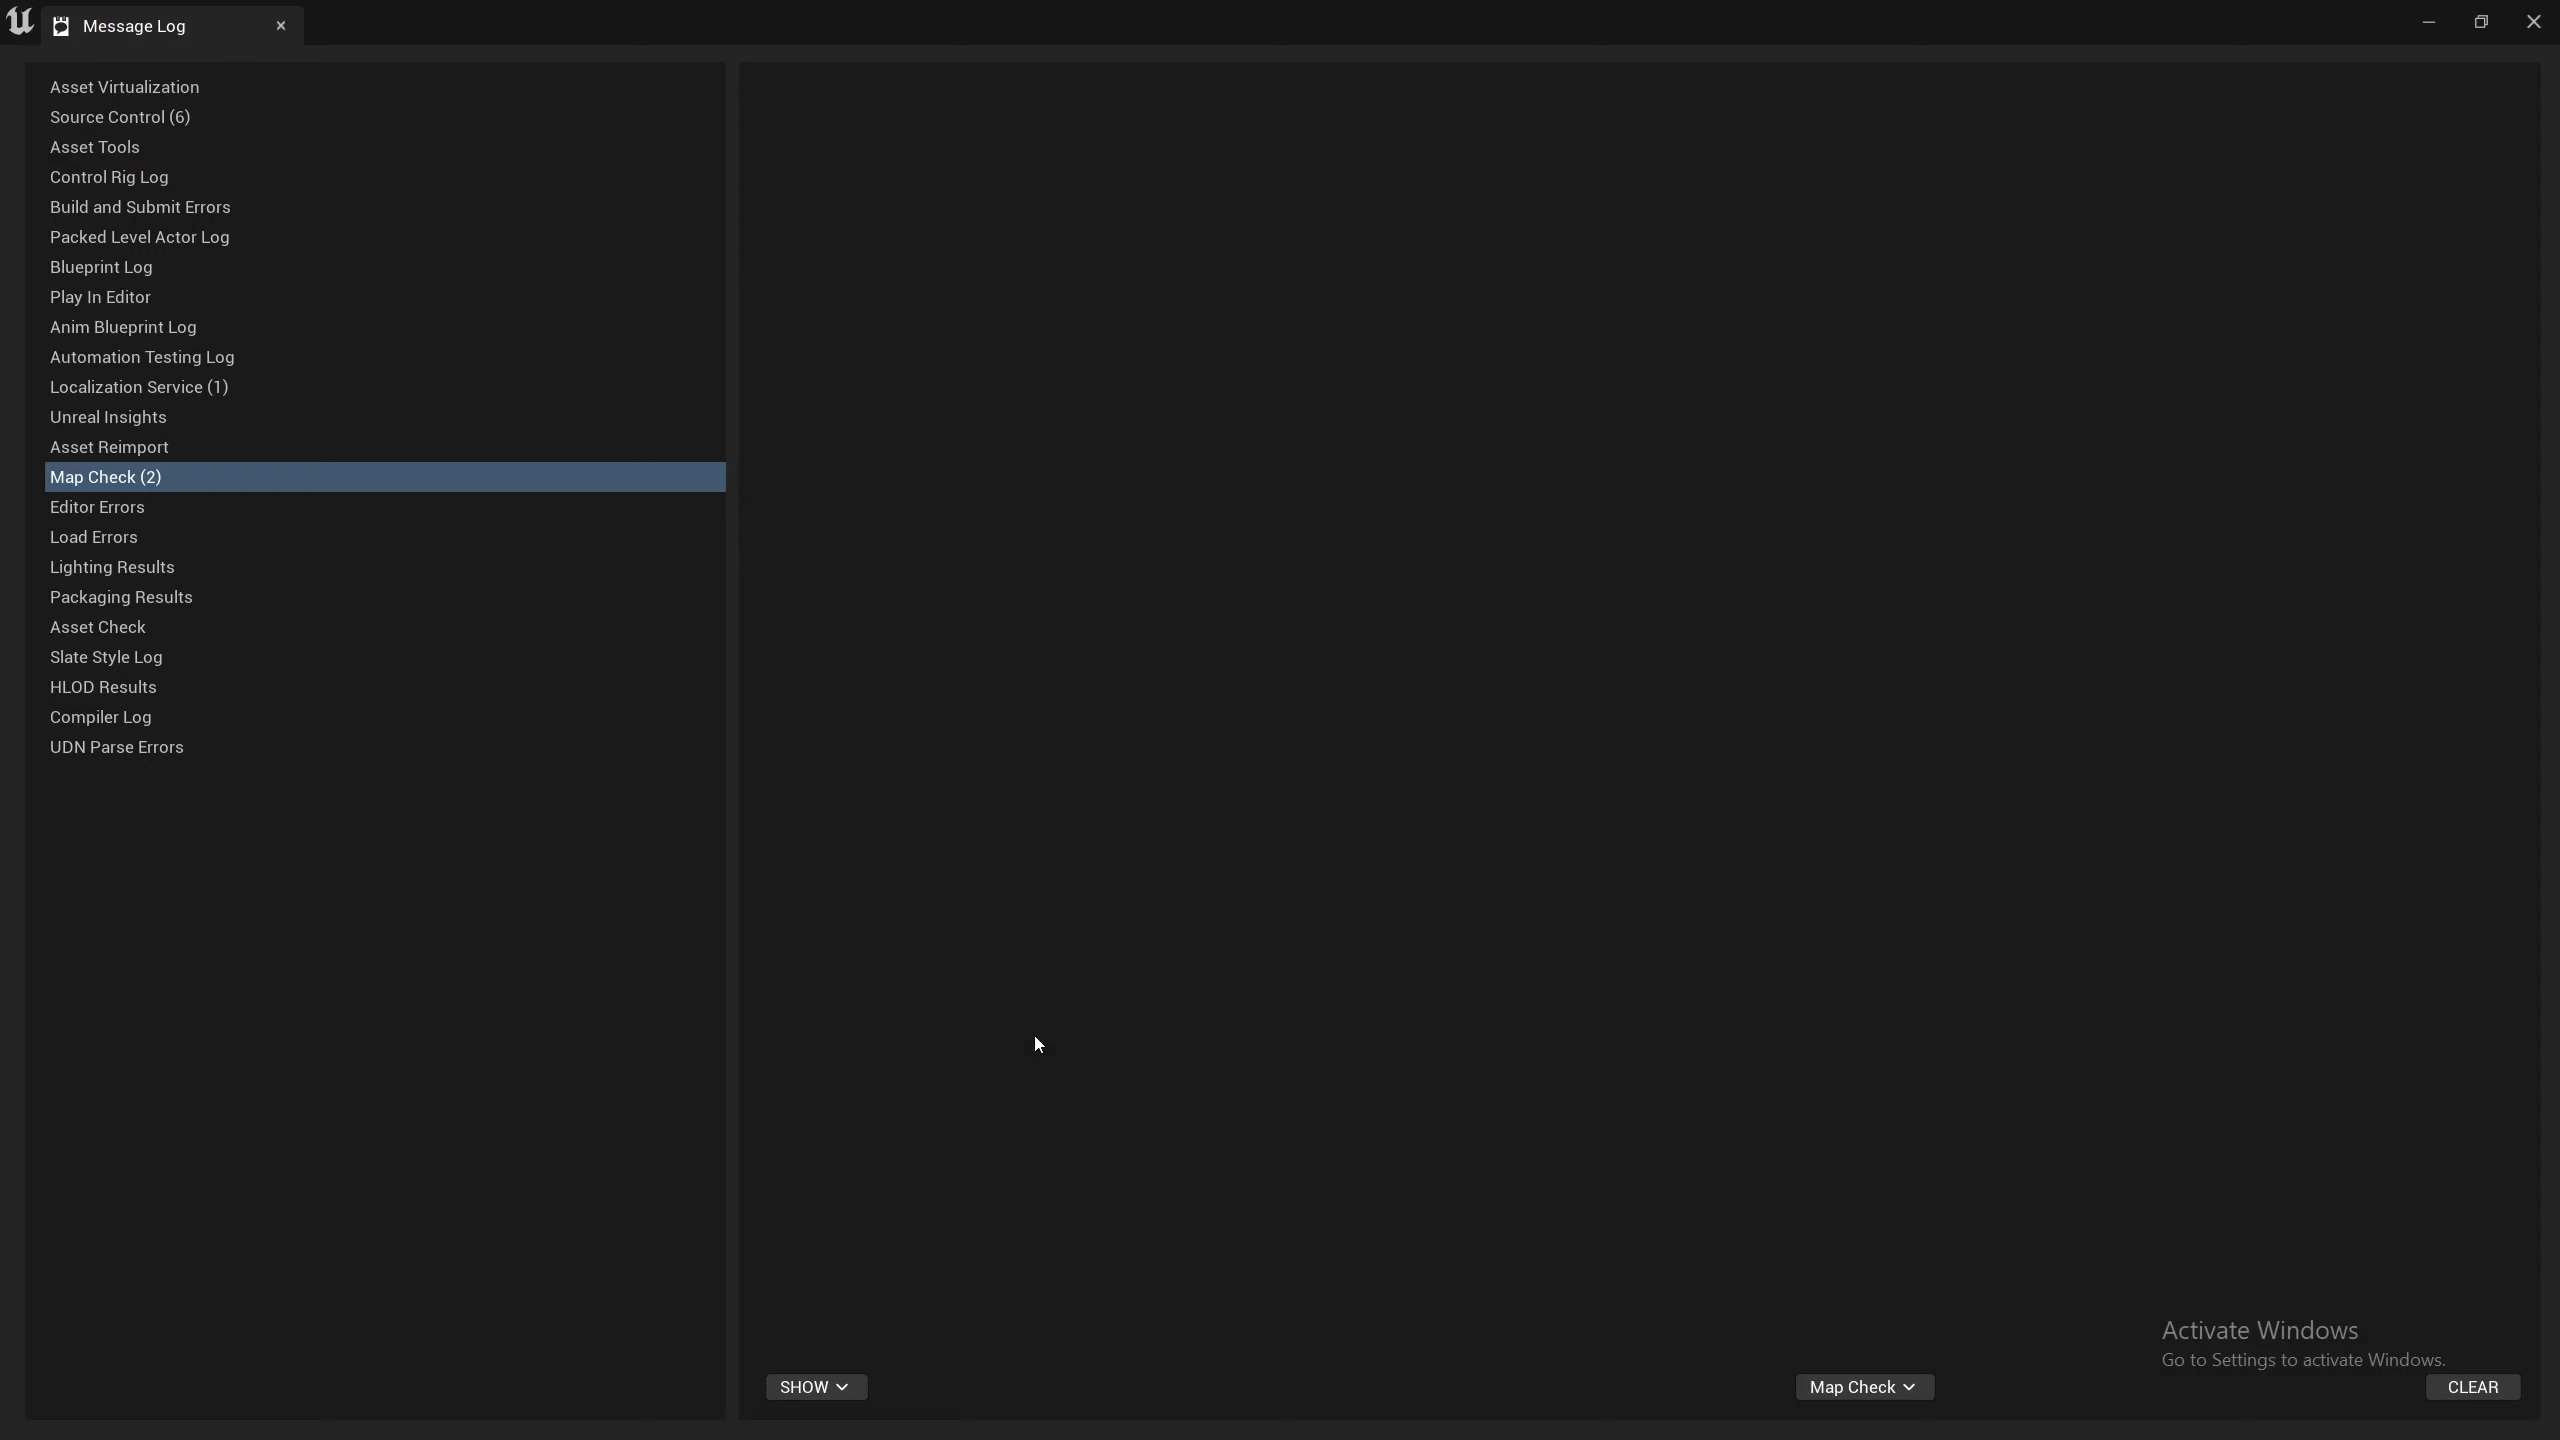 Message Log
Asset Virtualization
Source Control (6)
Asset Tools
Control Rig Log
Build and Submit Errors
Packed Level Actor Log
Blueprint Log
Play In Editor
Anim Blueprint Log
Automation Testing Log
Localization Service (1)
Unreal Insights
Asset Reimport
Map Check (2)
Editor Errors
Load Errors
Lighting Results
Packaging Results
Asset Check
Slate Style Log
HLOD Results
Compiler Log
UDN Parse Errors
Activate Windows
Go to Settings to activate Windows.
SHOW
Map Check
CLEAR